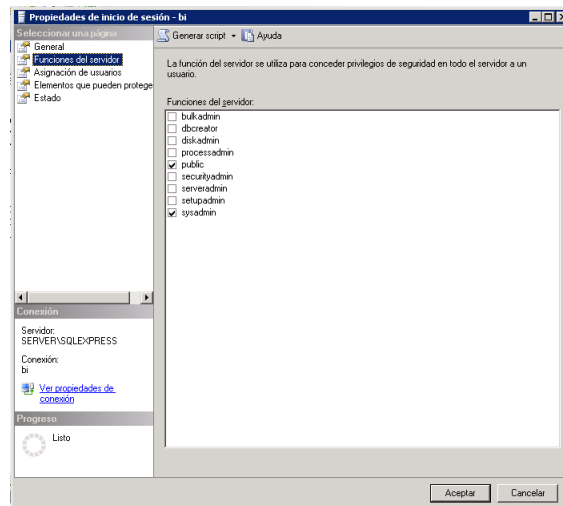 Propiedades de inicio de sesión - bi
Seleccionar una página
General
Funciones del servidor
Asignación de usuarios
Elementos que pueden protege
Estado
Generar script
Ayuda
La función del servidor se utiliza para conceder privilegios de seguridad en todo el servidor a un
usuario.
Funciones del servidor:
bulkadmin
dbcreator
diskadmin
processadmin
public
securityadmin
serveradmin
setupadmin
sysadmin
Conexión
Servidor:
SERVER\SQLEXPRESS
Conexión:
bi
Ver propiedades de
conexión
Progreso
Listo
Aceptar
Cancelar